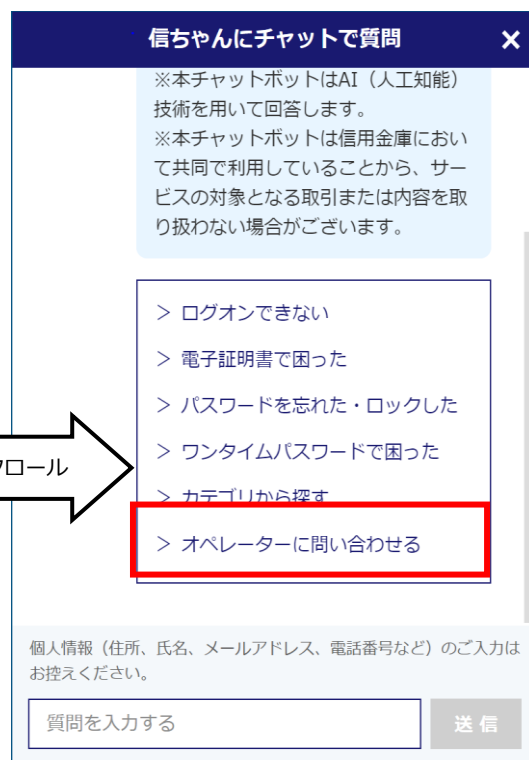 信ちゃんにチャットで質問 ×
※本チャットボットはAI（人工知能）
技術を用いて回答します。
※本チャットボットは信用金庫におい
て共同で利用していることから、サー
ビスの対象となる取引または内容を取
り扱わない場合がございます。
＞ ログオンできない
＞ 電子証明書で困った
＞ パスワードを忘れた・ロックした
＞ ワンタイムパスワードで困った
ロール
＞ カテゴリから探す
＞ オペレーターに問い合わせる
個人情報（住所、氏名、メールアドレス、電話番号など）のご入力は
お控えください。
質問を入力する
送信